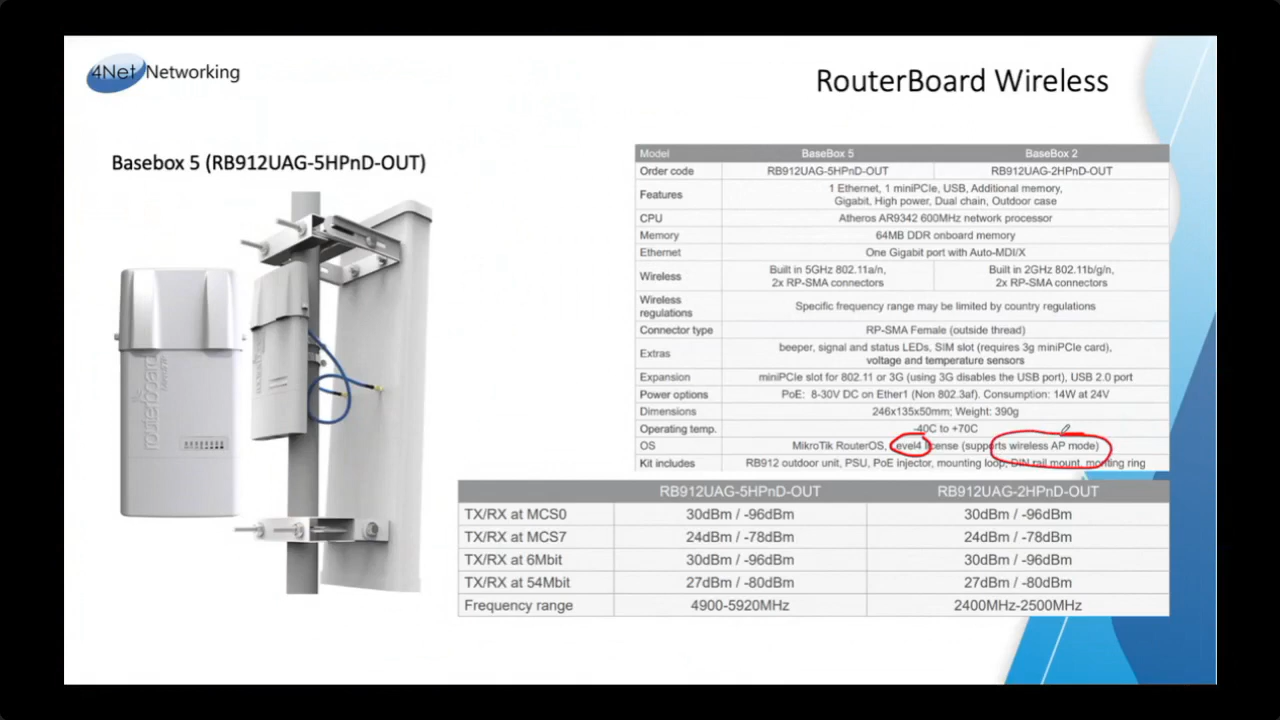 4Net Networking
RouterBoard Wireless
Basebox 5 (RB912UAG-5HPnD-OUT)
routerboard
Model BaseBox 5 BaseBox 2
Order code RB912UAG-5HPnD-OUT RB912UAG-2HPnD-OUT
Features 1 Ethernet, 1 miniPCIe, USB, Additional memory,
Gigabit, High power, Dual chain, Outdoor case
CPU Atheros AR9342 600MHz network processor
Memory 64MB DDR onboard memory
Ethernet One Gigabit port with Auto-MDI/X
Wireless Built in 5GHz 802.11a/n, Built in 2GHz 802.11b/g/n,
2x RP-SMA connectors 2x RP-SMA connectors
Wireless
regulations Specific frequency range may be limited by country regulations
Connector type RP-SMA Female (outside thread)
Extras beeper, signal and status LEDs, SIM slot (requires 3g miniPCIe card),
voltage and temperature sensors
Expansion miniPCIe slot for 802.11 or 3G (using 3G disables the USB port), USB 2.0 port
Power options PoE: 8-30V DC on Ether1 (Non 802.3af). Consumption: 14W at 24V
Dimensions 246x135x50mm; Weight: 390g
Operating temp. -40C to +70C
OS MikroTik RouterOS, Level4 license (supports wireless AP mode)
Kit includes RB912 outdoor unit, PSU, PoE injector, mounting loop, DIN rail mount, mounting ring
RB912UAG-5HPnD-OUT RB912UAG-2HPnD-OUT
TX/RX at MCS0 30dBm / -96dBm 30dBm / -96dBm
TX/RX at MCS7 24dBm / -78dBm 24dBm / -78dBm
TX/RX at 6Mbit 30dBm / -96dBm 30dBm / -96dBm
TX/RX at 54Mbit 27dBm / -80dBm 27dBm / -80dBm
Frequency range 4900-5920MHz 2400MHz-2500MHz